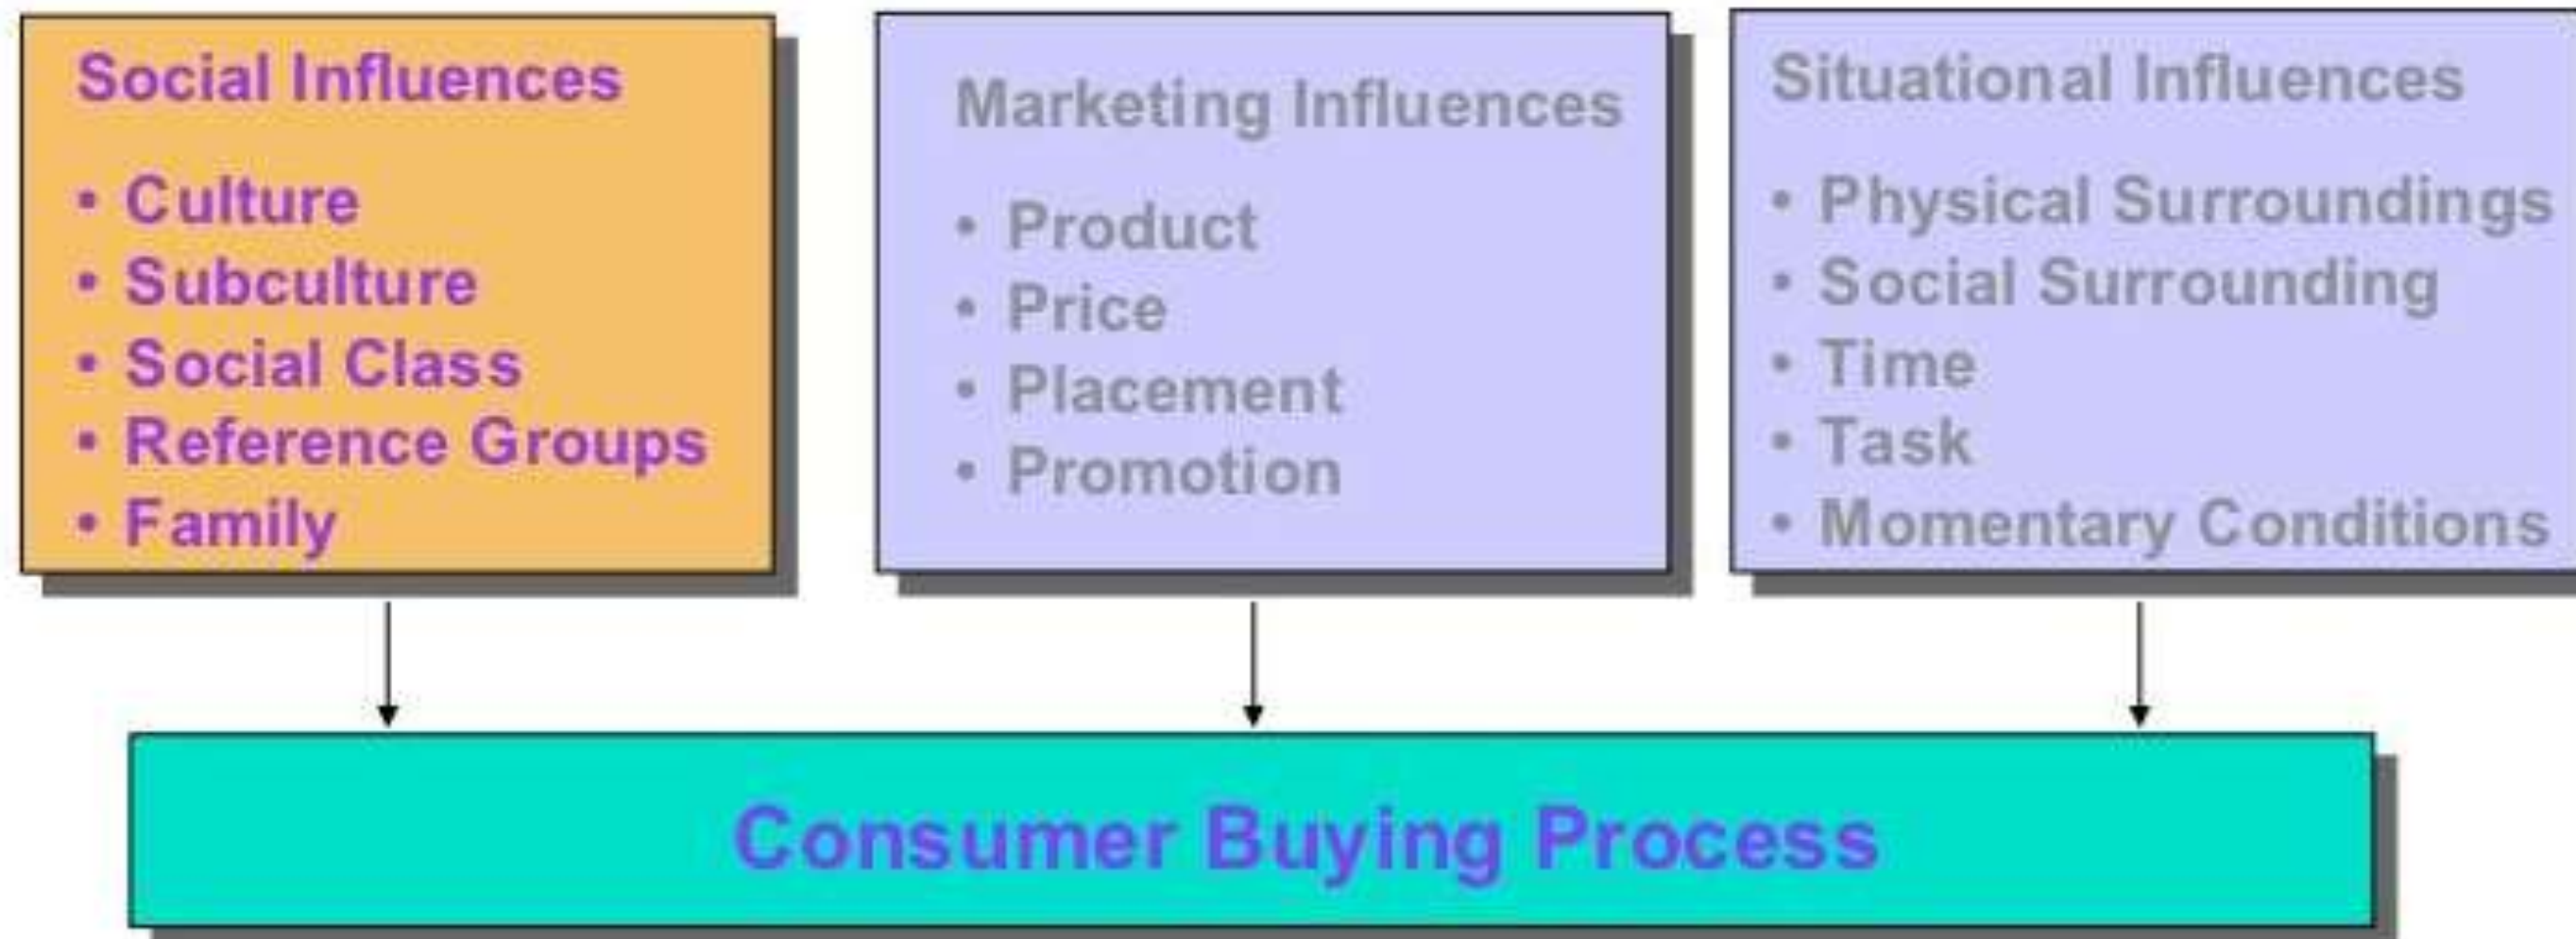 Social Influences
• Culture
• Subculture
• Social Class
• Reference Groups
• Family
Marketing Influences
• Product
• Price
• Placement
• Promotion
Situational Influences
• Physical Surroundings
• Social Surrounding
• Time
• Task
• Momentary Conditions
Consumer Buying Process